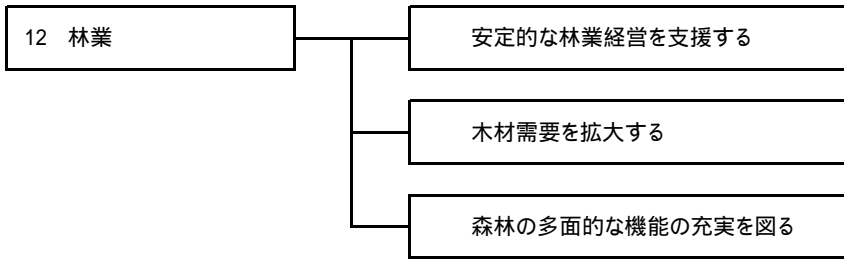 12　林業
安定的な林業経営を支援する
木材需要を拡大する
森林の多面的な機能の充実を図る